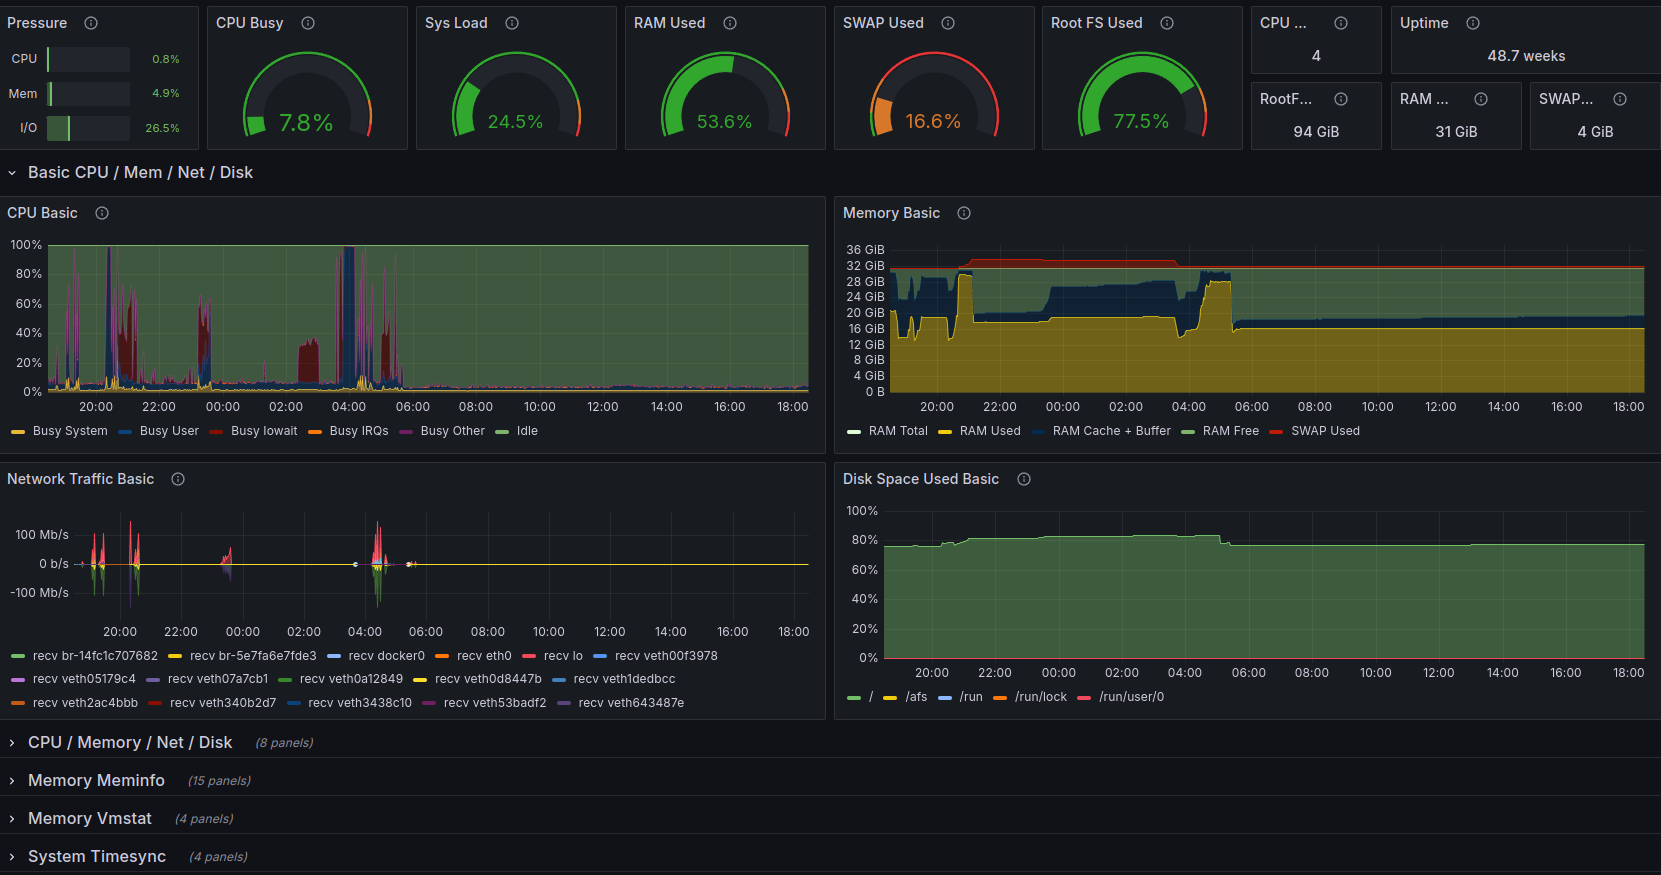 Pressure
CPU Busy
Sys Load
RAM Used
SWAP Used
Root FS Used
CPU ...
Uptime
CPU 0.8%
Mem 4.9%
I/O 26.5%
7.8%
24.5%
53.6%
16.6%
77.5%
4
48.7 weeks
RootF...
RAM ...
SWAP...
94 GiB
31 GiB
4 GiB
Basic CPU / Mem / Net / Disk
CPU Basic
100%
80%
60%
40%
20%
0%
20:00 22:00 00:00 02:00 04:00 06:00 08:00 10:00 12:00 14:00 16:00 18:00
Busy System Busy User Busy Iowait Busy IRQs Busy Other Idle
Memory Basic
36 GiB
32 GiB
28 GiB
24 GiB
20 GiB
16 GiB
12 GiB
8 GiB
4 GiB
0 B
20:00 22:00 00:00 02:00 04:00 06:00 08:00 10:00 12:00 14:00 16:00 18:00
RAM Total RAM Used RAM Cache + Buffer RAM Free SWAP Used
Network Traffic Basic
100 Mb/s
0 b/s
-100 Mb/s
20:00 22:00 00:00 02:00 04:00 06:00 08:00 10:00 12:00 14:00 16:00 18:00
recv br-14fc1c707682 recv br-5e7fa6e7fde3 recv docker0 recv eth0 recv lo recv veth00f3978
recv veth05179c4 recv veth07a7cb1 recv veth0a12849 recv veth0d8447b recv veth1dedbcc
recv veth2ac4bbb recv veth340b2d7 recv veth3438c10 recv veth53badf2 recv veth643487e
Disk Space Used Basic
100%
80%
60%
40%
20%
0%
20:00 22:00 00:00 02:00 04:00 06:00 08:00 10:00 12:00 14:00 16:00 18:00
/ /afs /run /run/lock /run/user/0
CPU / Memory / Net / Disk (8 panels)
Memory Meminfo (15 panels)
Memory Vmstat (4 panels)
System Timesync (4 panels)